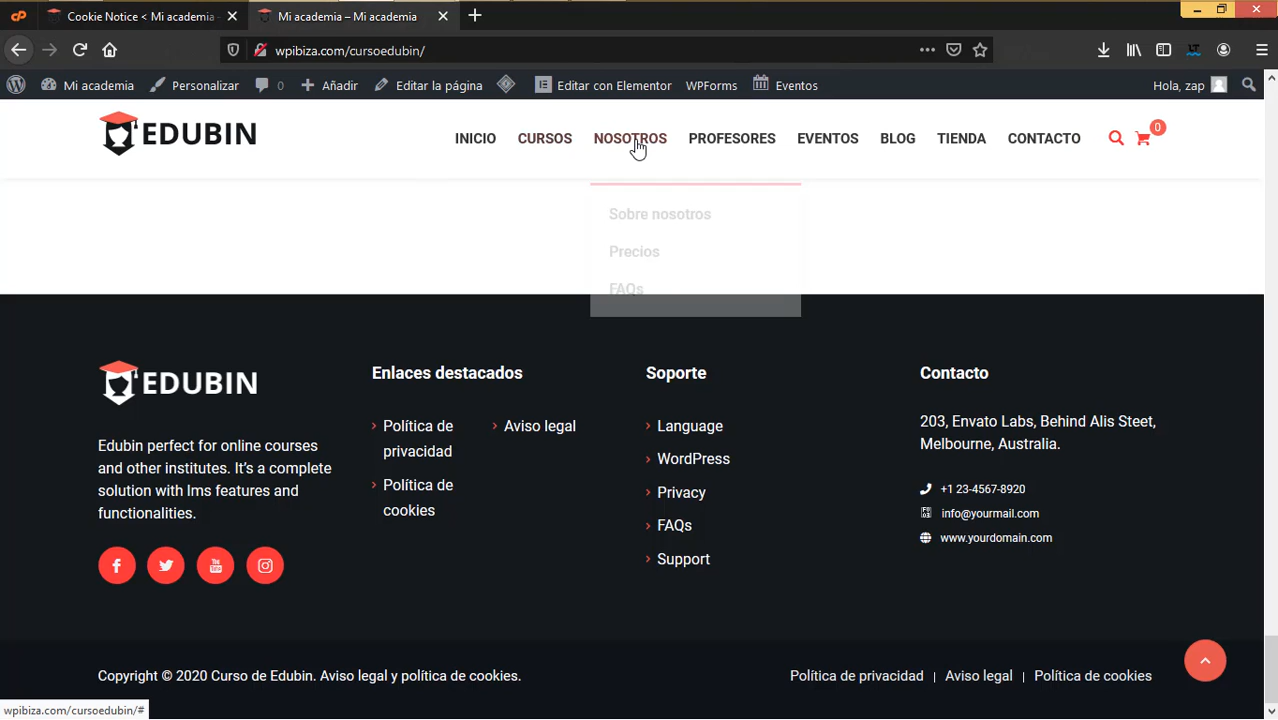 cP Cookie Notice < Mi academia - Mi academia – Mi academia
wpibiza.com/cursoedubin/
Mi academia Personalizar 0 Añadir Editar la página Editar con Elementor WPForms Eventos Hola, zap
EDUBIN INICIO CURSOS NOSOTROS PROFESORES EVENTOS BLOG TIENDA CONTACTO 0
Sobre nosotros
Precios
FAQs
EDUBIN
Edubin perfect for online courses
and other institutes. It's a complete
solution with lms features and
functionalities.
Enlaces destacados
Política de
privacidad
Política de
cookies
Aviso legal
Soporte
Language
WordPress
Privacy
FAQs
Support
Contacto
203, Envato Labs, Behind Alis Steet,
Melbourne, Australia.
+1 23-4567-8920
info@yourmail.com
www.yourdomain.com
Copyright © 2020 Curso de Edubin. Aviso legal y política de cookies. Política de privacidad | Aviso legal | Política de cookies
wpibiza.com/cursoedubin/#